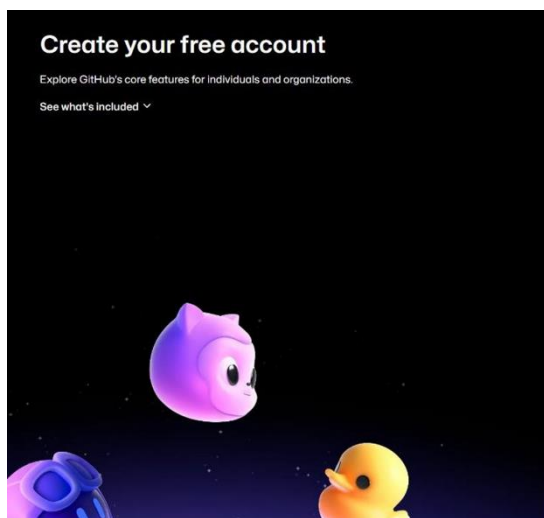 Create your free account
Explore GitHub's core features for individuals and organizations.
See what's included